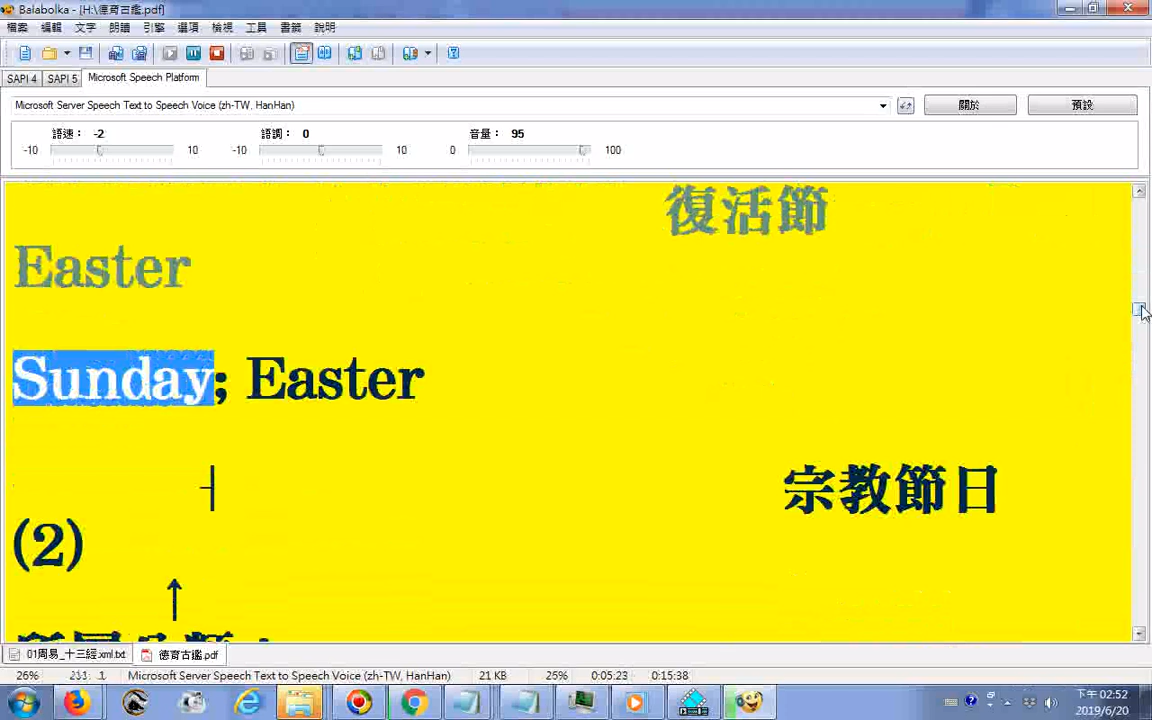 Balabolka - [H:\德育古鑑.pdf]
檔案 編輯 文字 朗讀 引擎 選項 檢視 工具 書籤 說明
SAPI 4 SAPI 5 Microsoft Speech Platform
Microsoft Server Speech Text to Speech Voice (zh-TW, HanHan) 關於 預設
語速： -2 語調： 0 音量： 95
-10 10 -10 10 0 100
復活節
Easter
Sunday; Easter
┤ 宗教節日
(2)
↑
01周易_十三經.xml.txt 德育古鑑.pdf
26% Microsoft Server Speech Text to Speech Voice (zh-TW, HanHan) 21 KB 25% 0:05:23 0:15:38
下午 02:52
2019/6/20